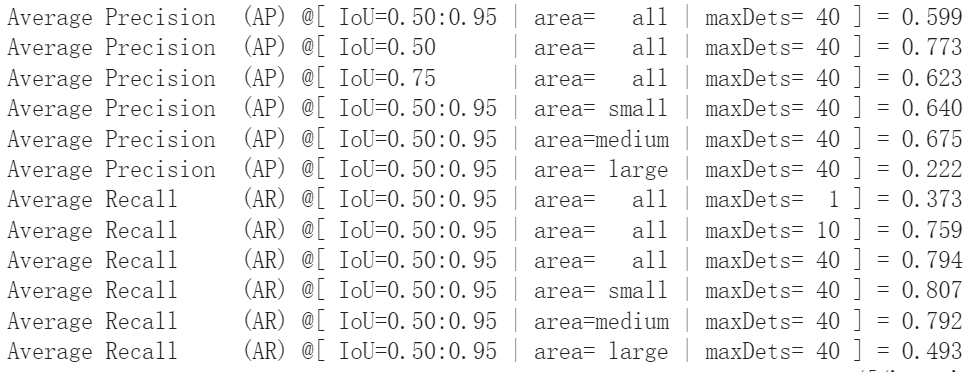 Average Precision  (AP) @[ IoU=0.50:0.95 | area=   all | maxDets= 40 ] = 0.599
Average Precision  (AP) @[ IoU=0.50      | area=   all | maxDets= 40 ] = 0.773
Average Precision  (AP) @[ IoU=0.75      | area=   all | maxDets= 40 ] = 0.623
Average Precision  (AP) @[ IoU=0.50:0.95 | area= small | maxDets= 40 ] = 0.640
Average Precision  (AP) @[ IoU=0.50:0.95 | area=medium | maxDets= 40 ] = 0.675
Average Precision  (AP) @[ IoU=0.50:0.95 | area= large | maxDets= 40 ] = 0.222
Average Recall     (AR) @[ IoU=0.50:0.95 | area=   all | maxDets=  1 ] = 0.373
Average Recall     (AR) @[ IoU=0.50:0.95 | area=   all | maxDets= 10 ] = 0.759
Average Recall     (AR) @[ IoU=0.50:0.95 | area=   all | maxDets= 40 ] = 0.794
Average Recall     (AR) @[ IoU=0.50:0.95 | area= small | maxDets= 40 ] = 0.807
Average Recall     (AR) @[ IoU=0.50:0.95 | area=medium | maxDets= 40 ] = 0.792
Average Recall     (AR) @[ IoU=0.50:0.95 | area= large | maxDets= 40 ] = 0.493